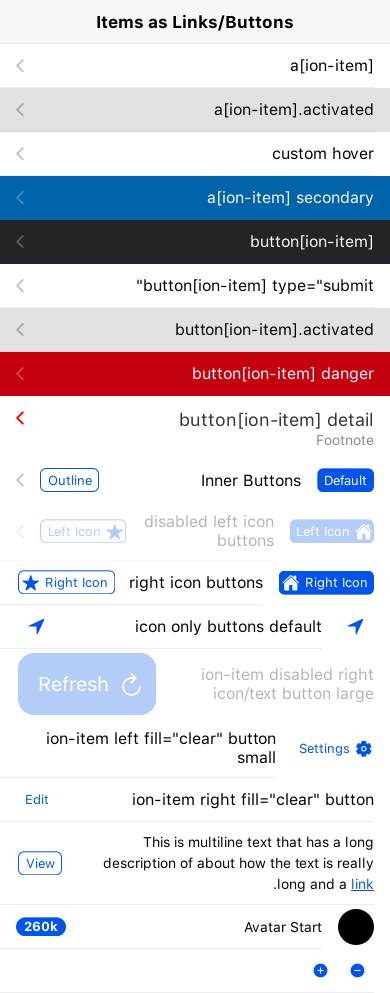 Items as Links/Buttons
a[ion-item]
a[ion-item].activated
custom hover
a[ion-item] secondary
button[ion-item]
"button[ion-item] type="submit
button[ion-item].activated
button[ion-item] danger
button[ion-item] detail
Footnote
Default
Inner Buttons
Outline
Left Icon
disabled left icon
buttons
Left Icon
Right Icon
right icon buttons
Right Icon
icon only buttons default
ion-item disabled right
icon/text button large
Refresh
Settings
ion-item left fill="clear" button
small
ion-item right fill="clear" button
Edit
This is multiline text that has a long
description of about how the text is really
.long and a link
View
Avatar Start
260k